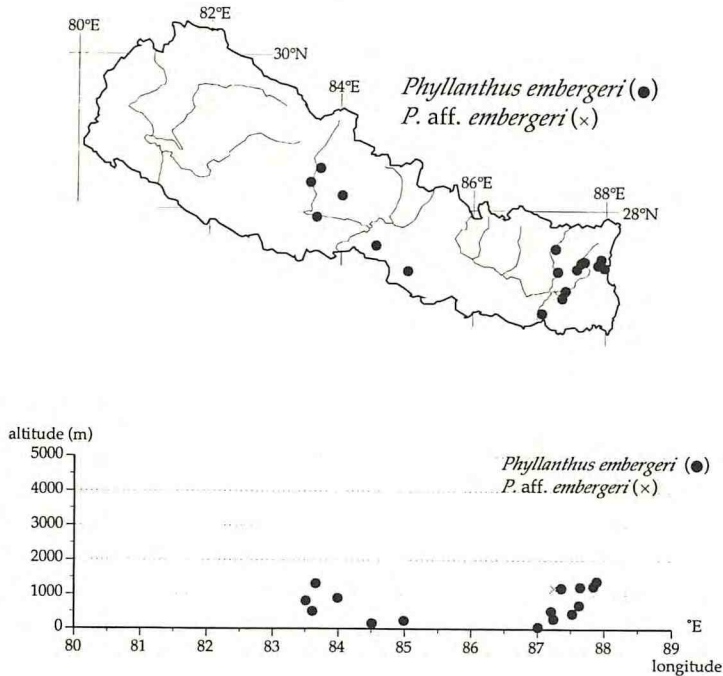 82°E
80°E
30°N
84°E
Phyllanthus embergeri (●)
P. aff. embergeri (×)
86°E
88°E
28°N
altitude (m)
5000
4000
3000
2000
1000
0
Phyllanthus embergeri (●)
P. aff. embergeri (×)
°E
80 81 82 83 84 85 86 87 88 89
longitude